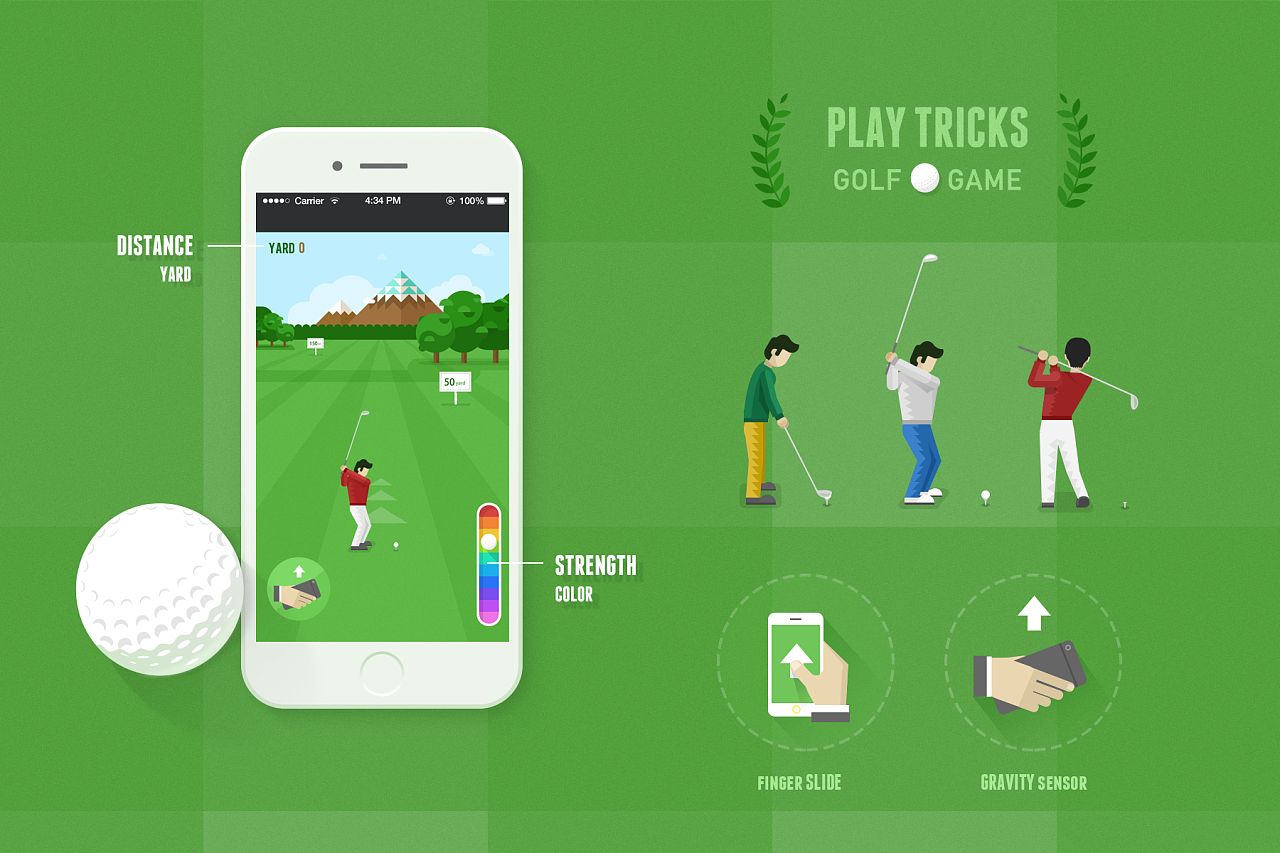 PLAY TRICKS
GOLF GAME
Carrier 4:34 PM 100%
DISTANCE
YARD
YARD 0
150
50 yard
STRENGTH
COLOR
FINGER SLIDE
GRAVITY SENSOR